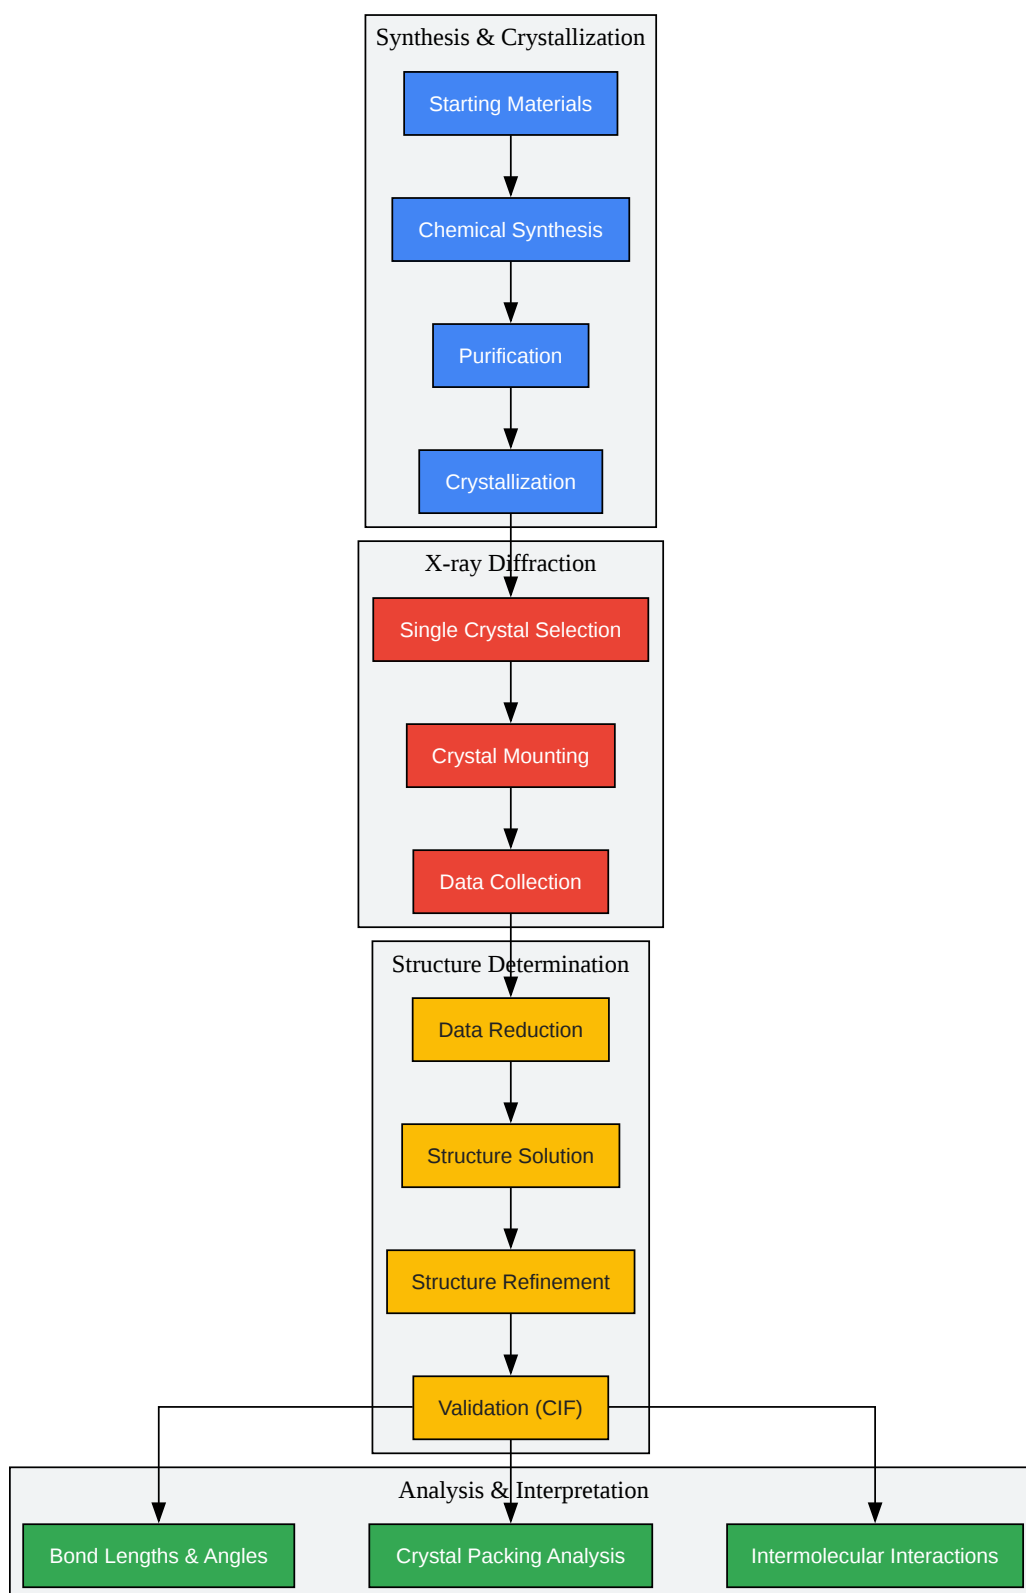 Synthesis & Crystallization
Starting Materials
Chemical Synthesis
Purification
Crystallization
X-ray Diffraction
Single Crystal Selection
Crystal Mounting
Data Collection
Structure Determination
Data Reduction
Structure Solution
Structure Refinement
Validation (CIF)
Analysis & Interpretation
Bond Lengths & Angles
Crystal Packing Analysis
Intermolecular Interactions